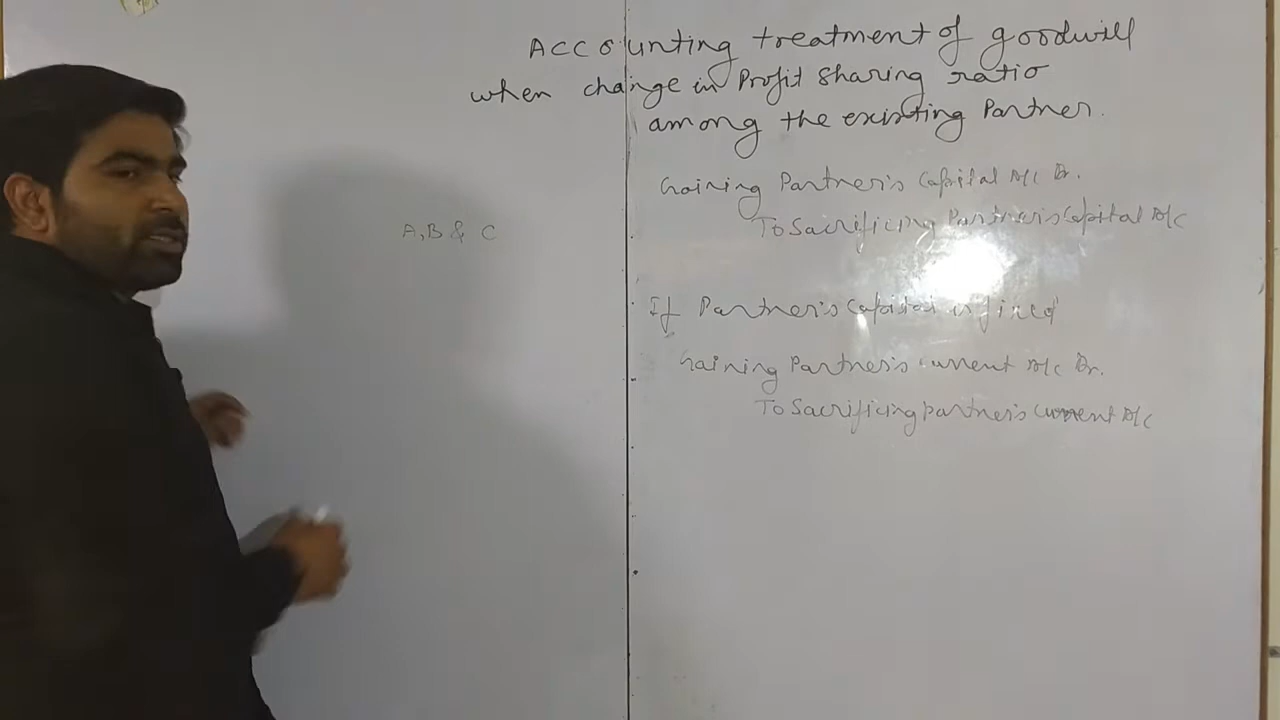 Accounting treatment of goodwill
when change in Profit sharing ratio
among the existing Partner.
Gaining Partner's Capital A/c Dr.
To Sacrificing Partner's Capital A/c
A, B & C
If Partner's Capital is fixed
Gaining Partner's current A/c Dr.
To Sacrificing partner's current A/c